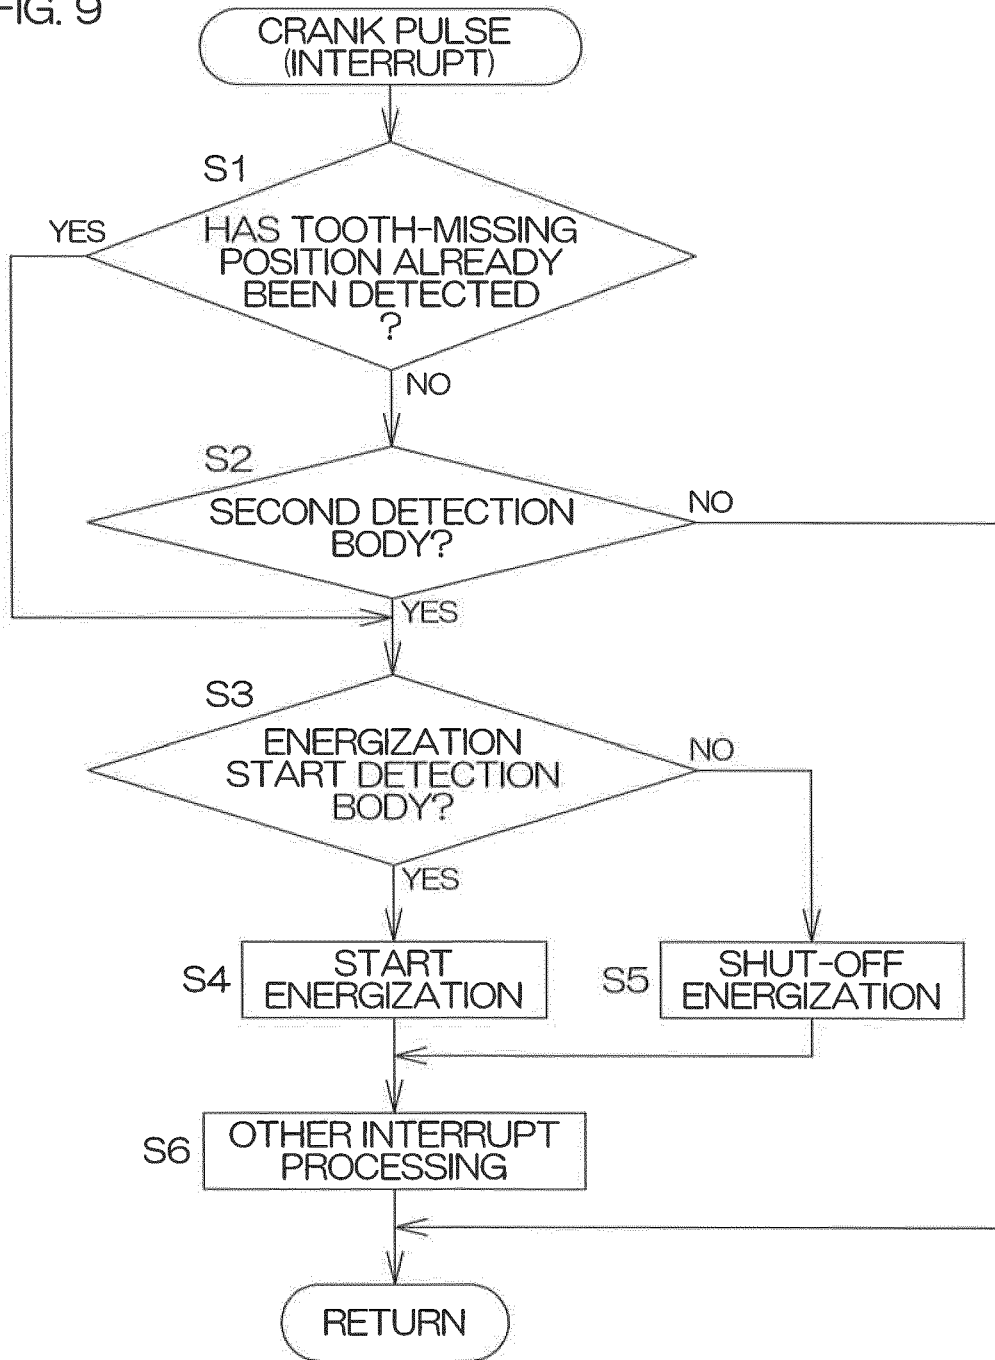 FIG. 9
CRANK PULSE
(INTERRUPT)
S1
YES
HAS TOOTH-MISSING
POSITION ALREADY
BEEN DETECTED
?
NO
S2
SECOND DETECTION
BODY?
NO
YES
S3
ENERGIZATION
START DETECTION
BODY?
NO
YES
S4
START
ENERGIZATION
S5
SHUT-OFF
ENERGIZATION
S6
OTHER INTERRUPT
PROCESSING
RETURN